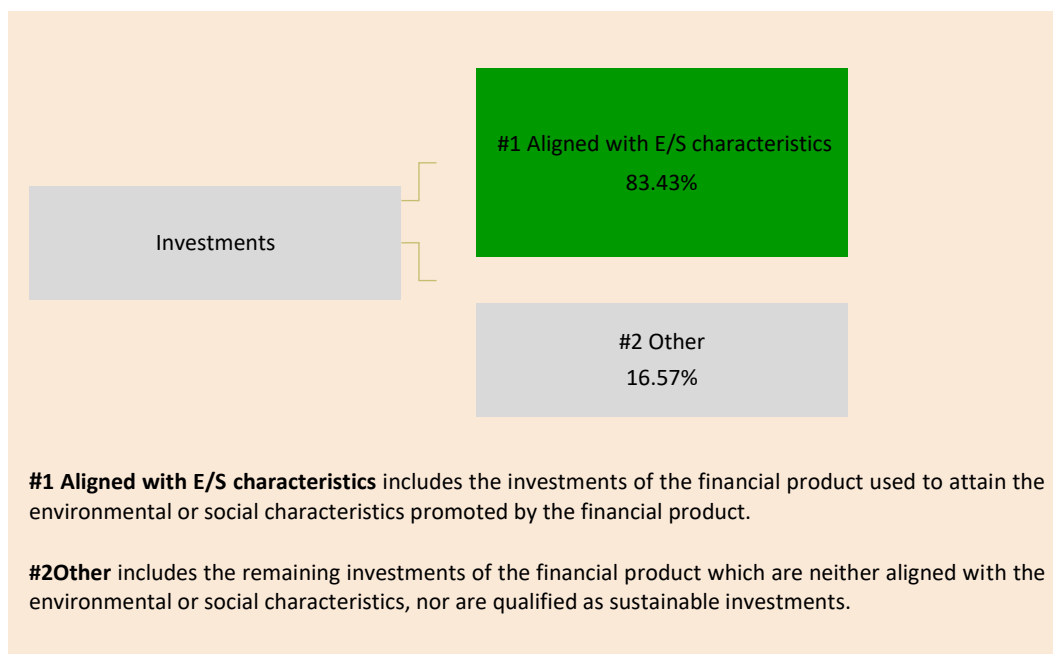 #1 Aligned with E/S characteristics
83.43%
Investments
#2 Other
16.57%
#1 Aligned with E/S characteristics includes the investments of the financial product used to attain the
environmental or social characteristics promoted by the financial product.
#2Other includes the remaining investments of the financial product which are neither aligned with the
environmental or social characteristics, nor are qualified as sustainable investments.